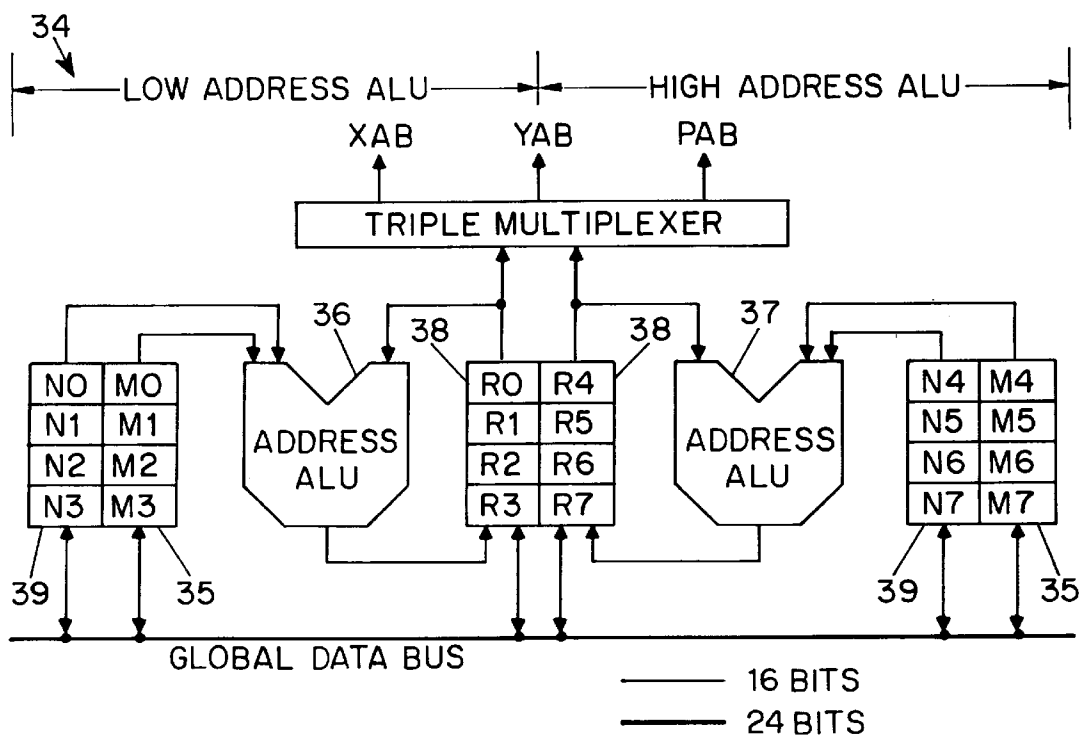 34
LOW ADDRESS ALU HIGH ADDRESS ALU
XAB YAB PAB
TRIPLE MULTIPLEXER
36 38 38 37
N0 M0 R0 R4 N4 M4
N1 M1 R1 R5 N5 M5
N2 M2 R2 R6 N6 M6
N3 M3 R3 R7 N7 M7
ADDRESS
ALU
ADDRESS
ALU
39 35 39 35
GLOBAL DATA BUS
16 BITS
24 BITS